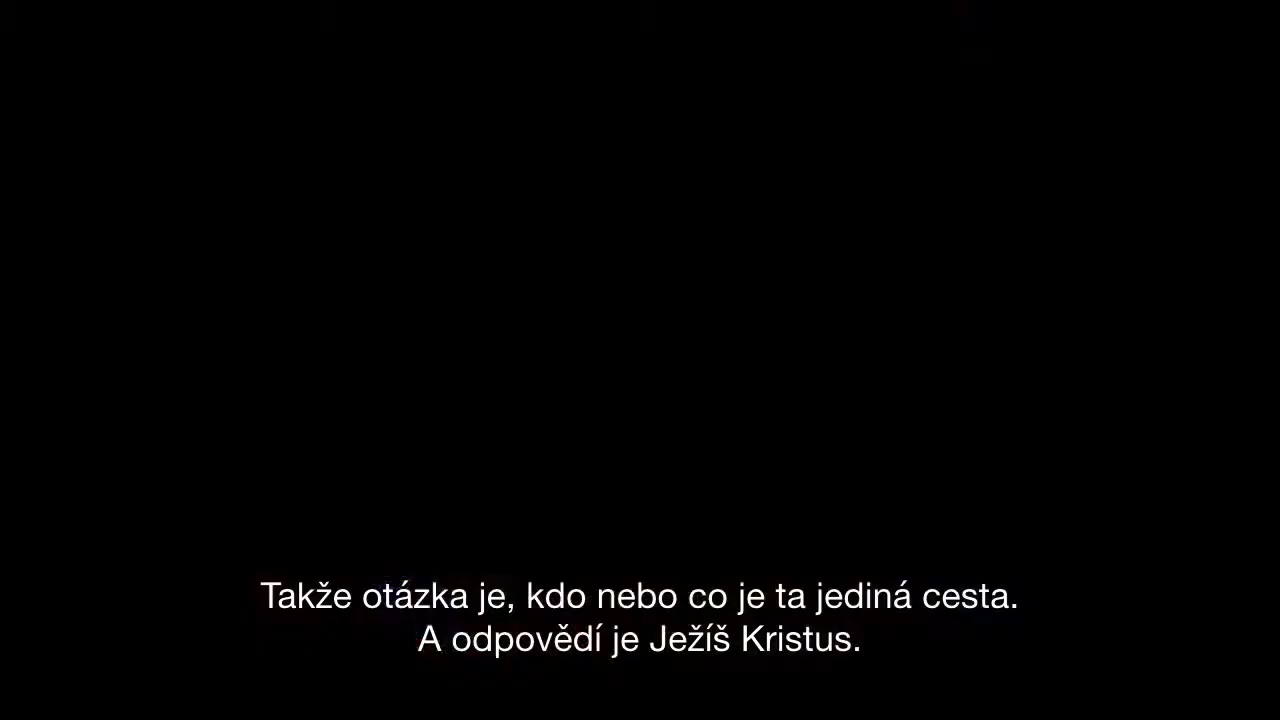 Takže otázka je, kdo nebo co je ta jediná cesta.
A odpovědí je Ježíš Kristus.